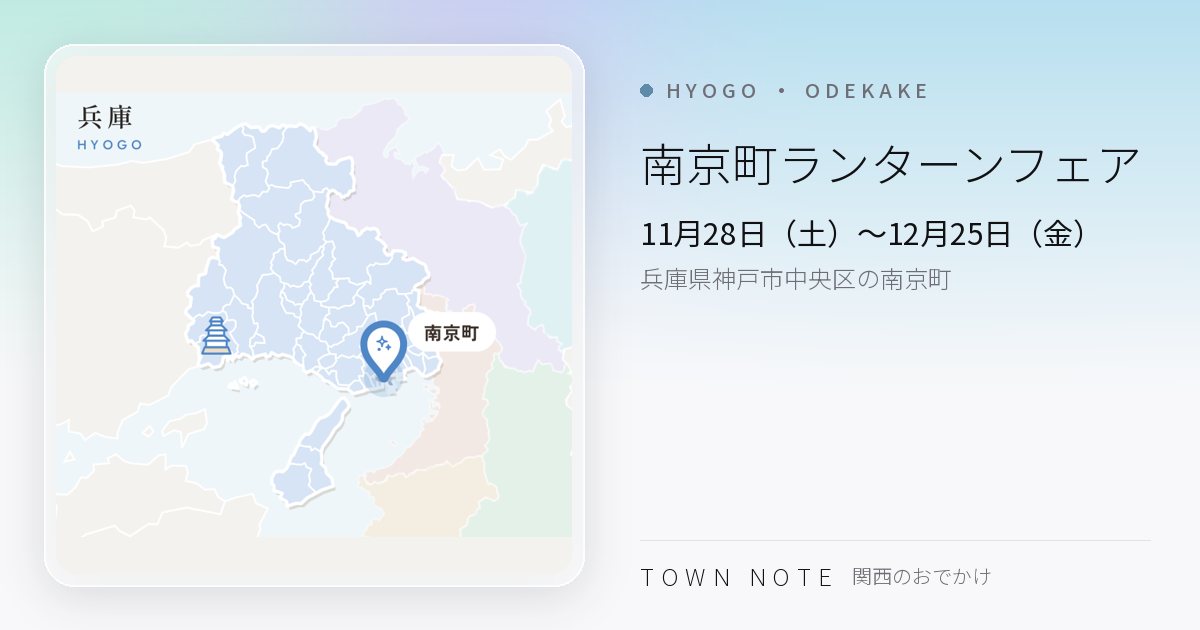 兵庫
HYOGO
南京町
HYOGO • ODEKAKE
南京町ランターンフェア
11月28日（土）〜12月25日（金）
兵庫県神戸市中央区の南京町
TOWN NOTE 関西のおでかけ